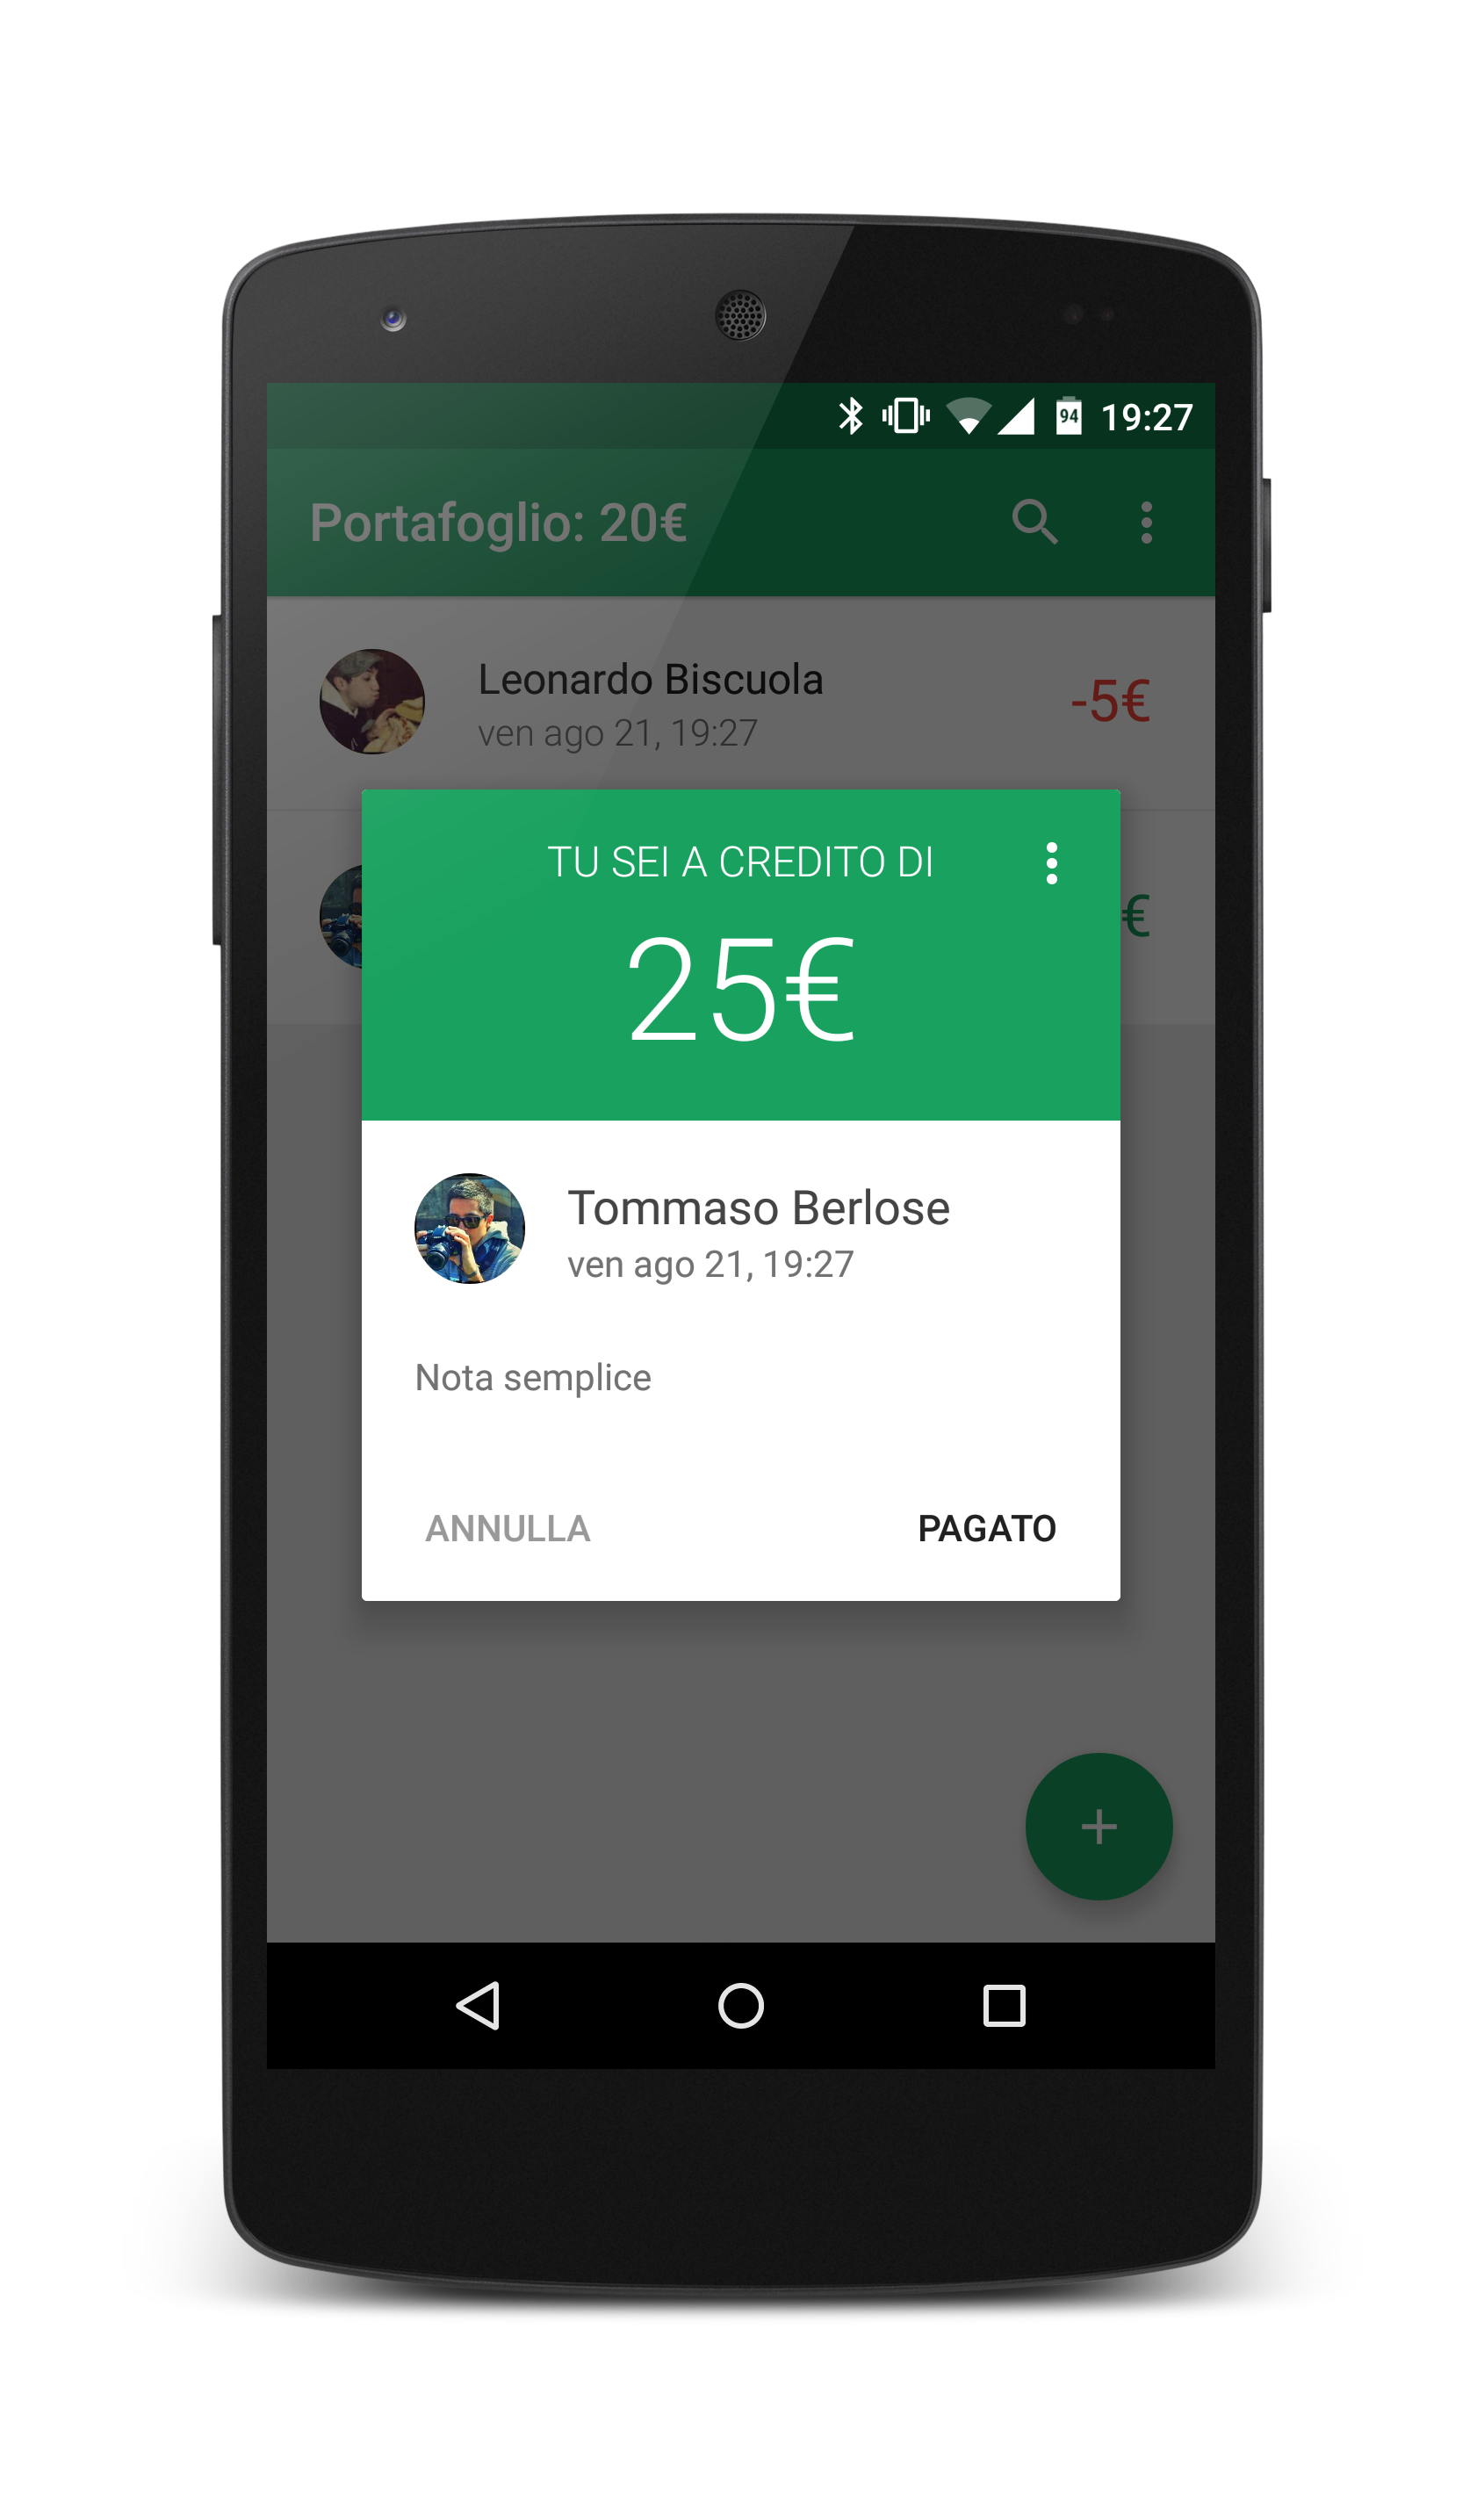 94 19:27
Portafoglio: 20€
Leonardo Biscuola
-5€
ven ago 21, 19:27
TU SEI A CREDITO DI
€
25€
Tommaso Berlose
ven ago 21, 19:27
Nota semplice
ANNULLA PAGATO